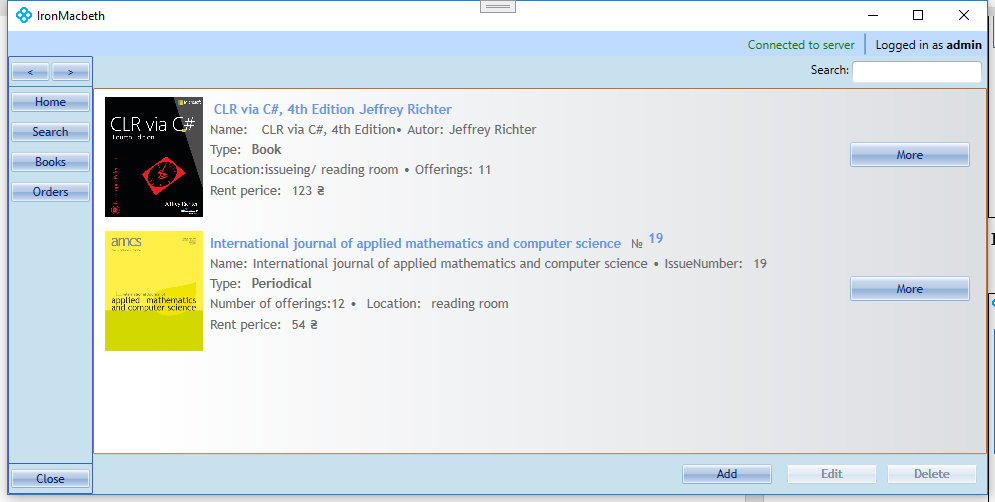 IronMacbeth
Connected to server Logged in as admin
< > Search:
Home
Search
Books
Orders
Close
Microsoft
CLR via C#
Fourth Edition
Jeffrey Richter
CLR via C#, 4th Edition Jeffrey Richter
Name: CLR via C#, 4th Edition• Autor: Jeffrey Richter
Type: Book
Location:issueing/ reading room • Offerings: 11
Rent perice: 123 ₴
More
amcs
applied mathematics
and computer science
International journal of applied mathematics and computer science № 19
Name: International journal of applied mathematics and computer science • IssueNumber: 19
Type: Periodical
Number of offerings:12 • Location: reading room
Rent perice: 54 ₴
More
Add Edit Delete